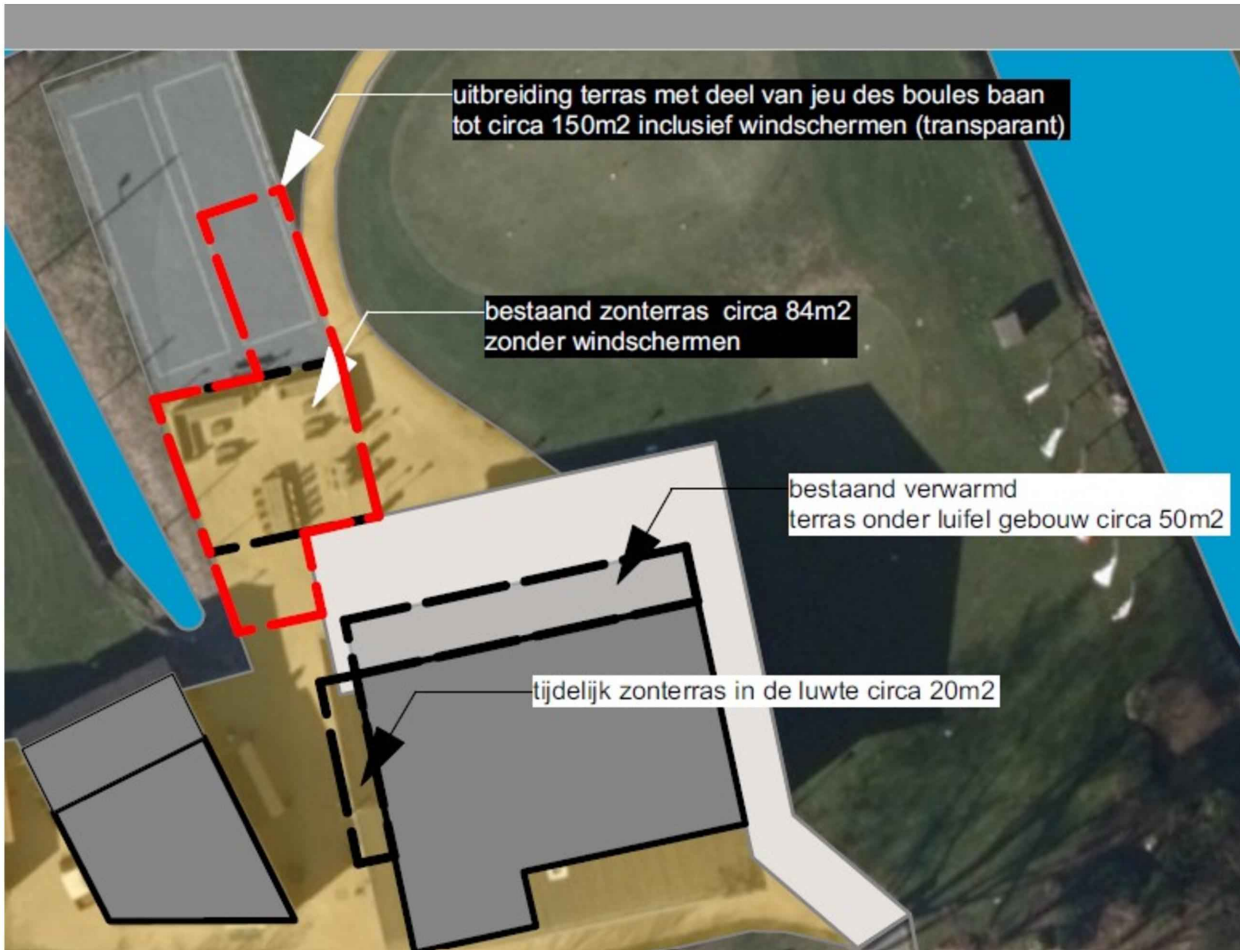 uitbreiding terras met deel van jeu des boules baan
tot circa 150m2 inclusief windschermen (transparant)
bestaand zonterras circa 84m2
zonder windschermen
bestaand verwarmd
terras onder luifel gebouw circa 50m2
tijdelijk zonterras in de luwte circa 20m2